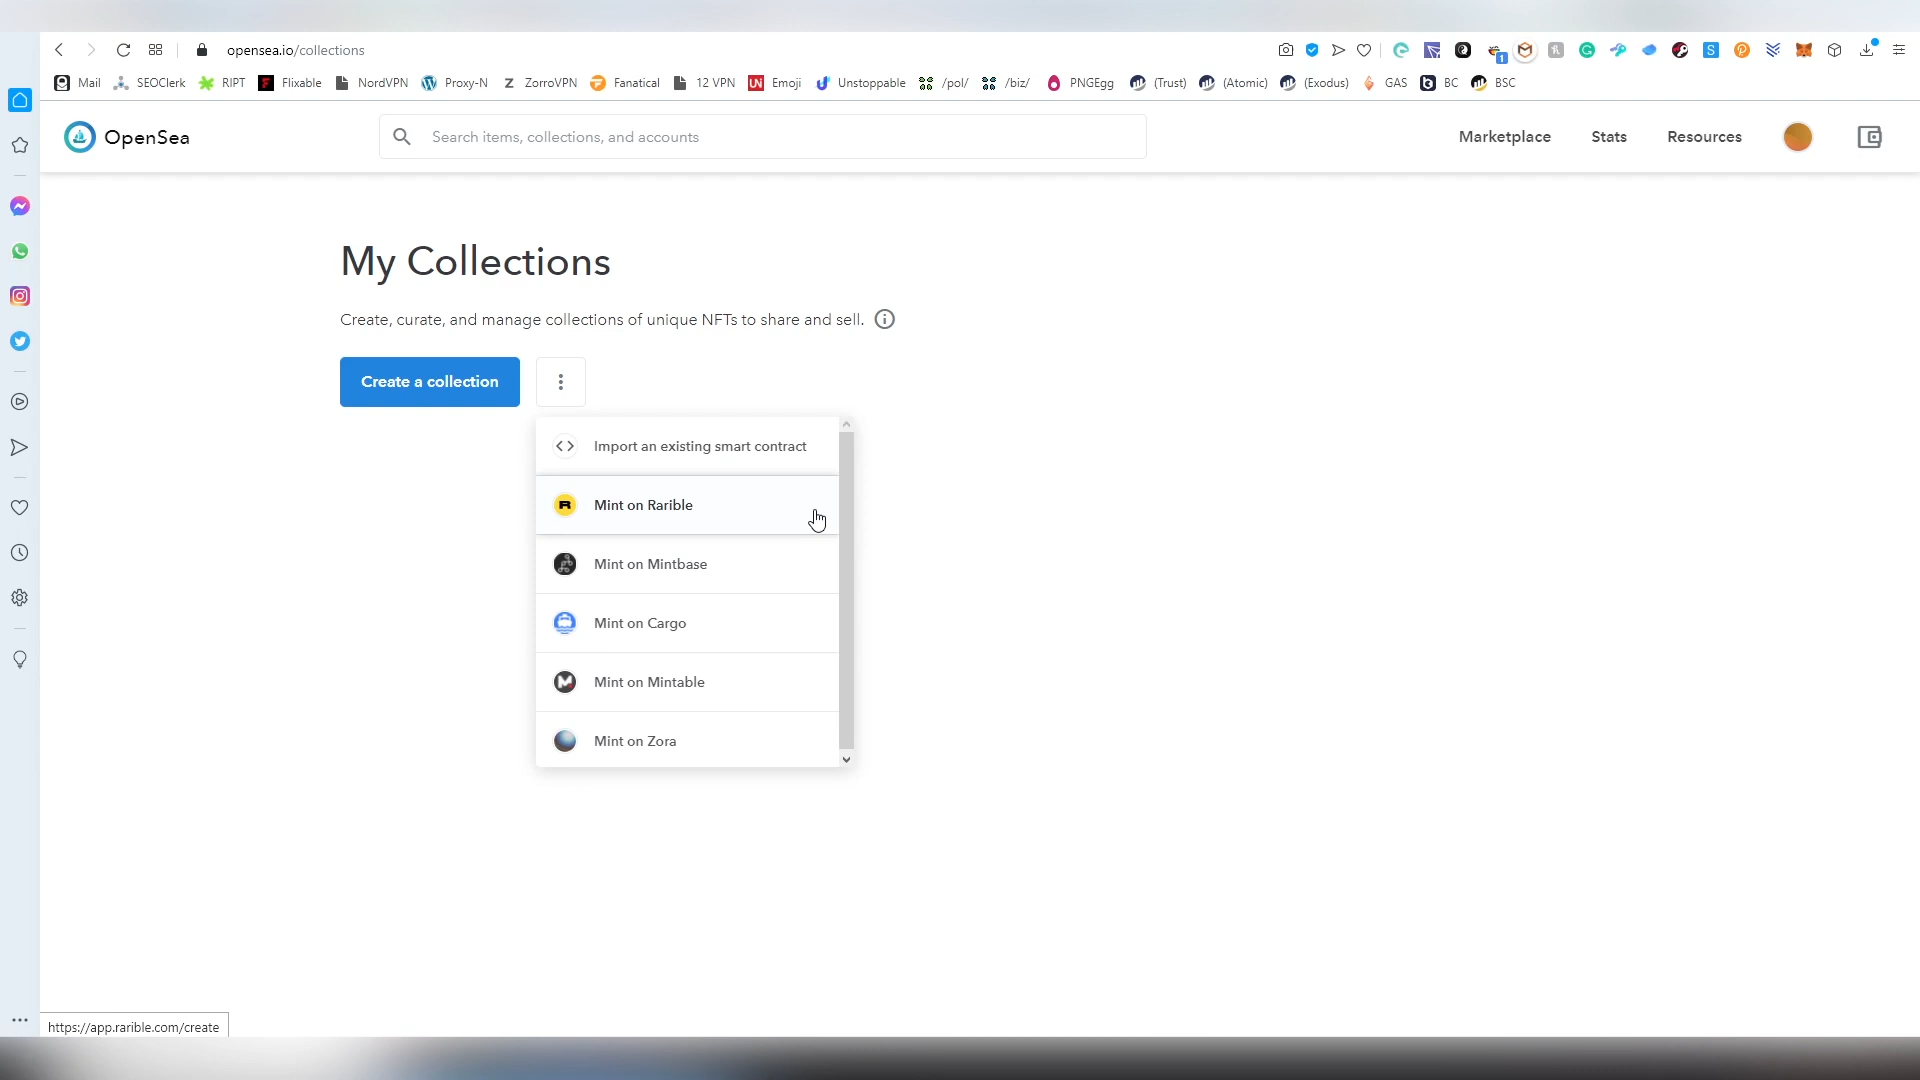 opensea.io/collections
1
Mail SEOClerk RIPT Flixable NordVPN Proxy-N ZorroVPN Fanatical 12 VPN UN Emoji Unstoppable /pol/ /biz/ PNGEgg (Trust) (Atomic) (Exodus) GAS BC BSC
OpenSea
Search items, collections, and accounts
Marketplace Stats Resources
My Collections
Create, curate, and manage collections of unique NFTs to share and sell.
Create a collection
Import an existing smart contract
R Mint on Rarible
Mint on Mintbase
Mint on Cargo
M Mint on Mintable
Mint on Zora
https://app.rarible.com/create